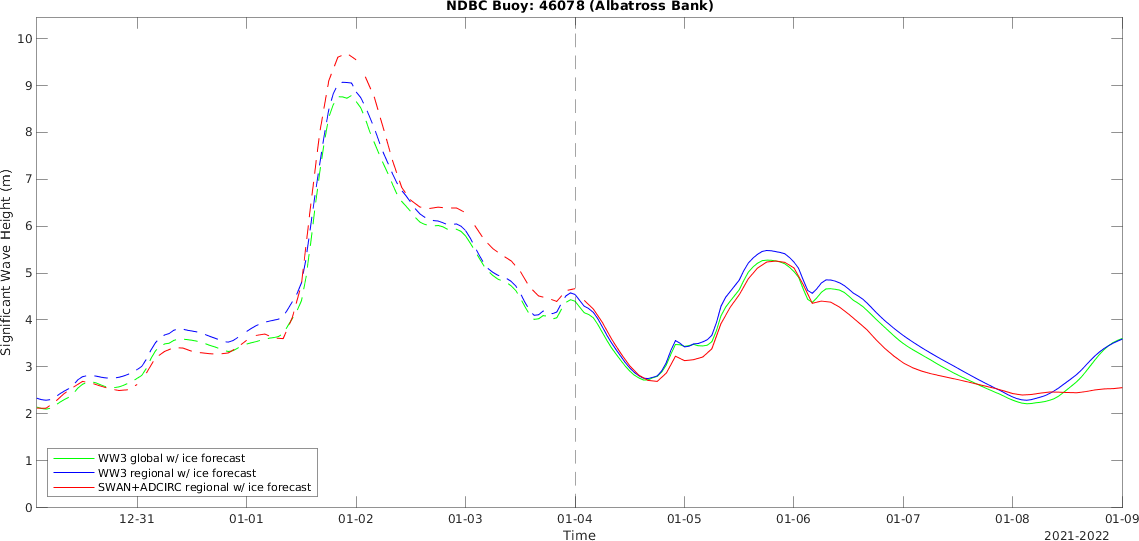 NDBC Buoy: 46078 (Albatross Bank)
10
9
8
7
6
5
4
3
2
1
0
Significant Wave Height (m)
WW3 global w/ ice forecast
WW3 regional w/ ice forecast
SWAN+ADCIRC regional w/ ice forecast
12-31 01-01 01-02 01-03 01-04 01-05 01-06 01-07 01-08 01-09
Time
2021-2022